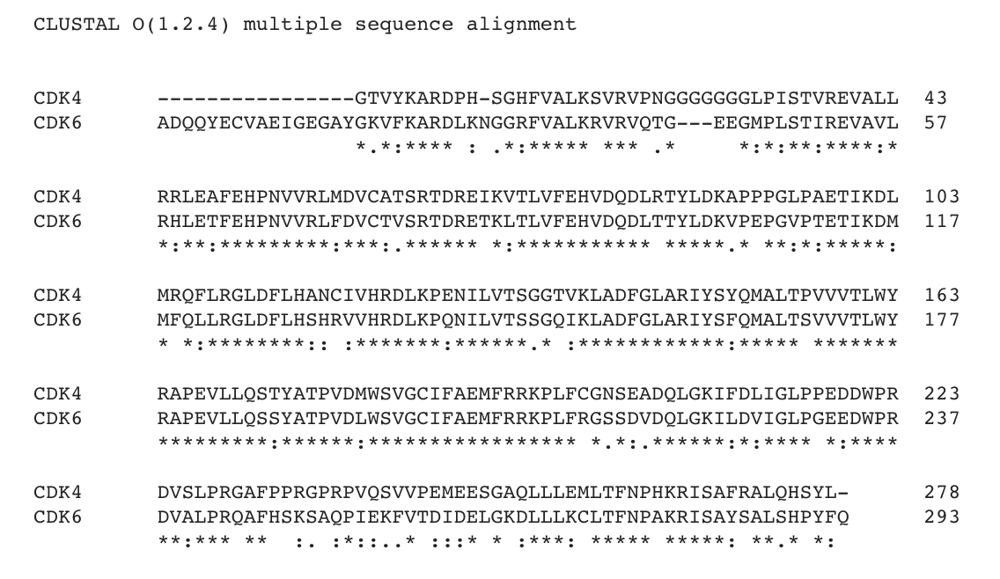 CLUSTAL O(1.2.4) multiple sequence alignment
CDK4      ----------------GTVYKARDPH-SGHFVALKSVRVPNGGGGGGGLPISTVREVALL  43
CDK6      ADQQYECVAEIGEGAYGKVFKARDLKNGGRFVALKRVRVQTG---EEGMPLSTIREVAVL  57
                          *.*:**** : .*:***** *** .*     *:*:**:****:*
CDK4      RRLEAFEHPNVVRLMDVCATSRTDREIKVTLVFEHVDQDLRTYLDKAPPPGLPAETIKDL  103
CDK6      RHLETFEHPNVVRLFDVCTVSRTDRETKLTLVFEHVDQDLTTYLDKVPEPGVPTETIKDM  117
          *:**:*********:***:.****** *:*********** *****.* **:*:*****:
CDK4      MRQFLRGLDFLHANCIVHRDLKPENILVTSGGTVKLADFGLARIYSYQMALTPVVVTLWY  163
CDK6      MFQLLRGLDFLHSHRVVHRDLKPQNILVTSSGQIKLADFGLARIYSFQMALTSVVVTLWY  177
          * *:********:: :*******:******.* :************:***** *******
CDK4      RAPEVLLQSTYATPVDMWSVGCIFAEMFRRKPLFCGNSEADQLGKIFDLIGLPPEDDWPR  223
CDK6      RAPEVLLQSSYATPVDLWSVGCIFAEMFRRKPLFRGSSDVDQLGKILDVIGLPGEEDWPR  237
          *********:******:***************** *.*:.******:*:**** *:****
CDK4      DVSLPRGAFPPRGPRPVQSVVPEMEESGAQLLLEMLTFNPHKRISAFRALQHSYL-  278
CDK6      DVALPRQAFHSKSAQPIEKFVTDIDELGKDLLLKCLTFNPAKRISAYSALSHPYFQ  293
          **:*** **  :. :*:：..* :::* * :***: ***** *****: **.* *: